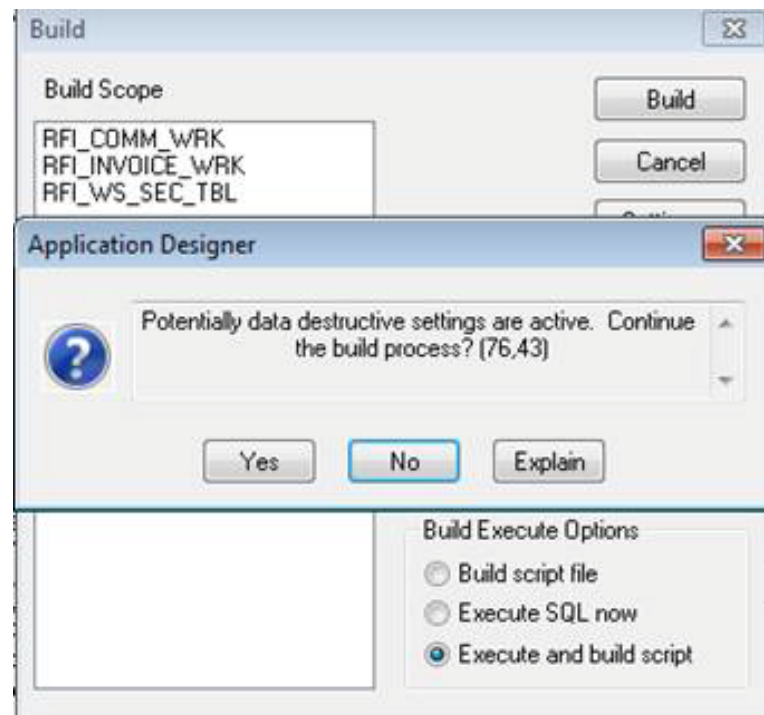 Build
Build Scope
Build
RFI_COMM_WRK
RFI_INVOICE_WRK
Cancel
RFI_WS_SEC_TBL
Application Designer
Potentially data destructive settings are active. Continue
the build process? (76,43)
Yes
No
Explain
Build Execute Options
Build script file
Execute SQL now
Execute and build script